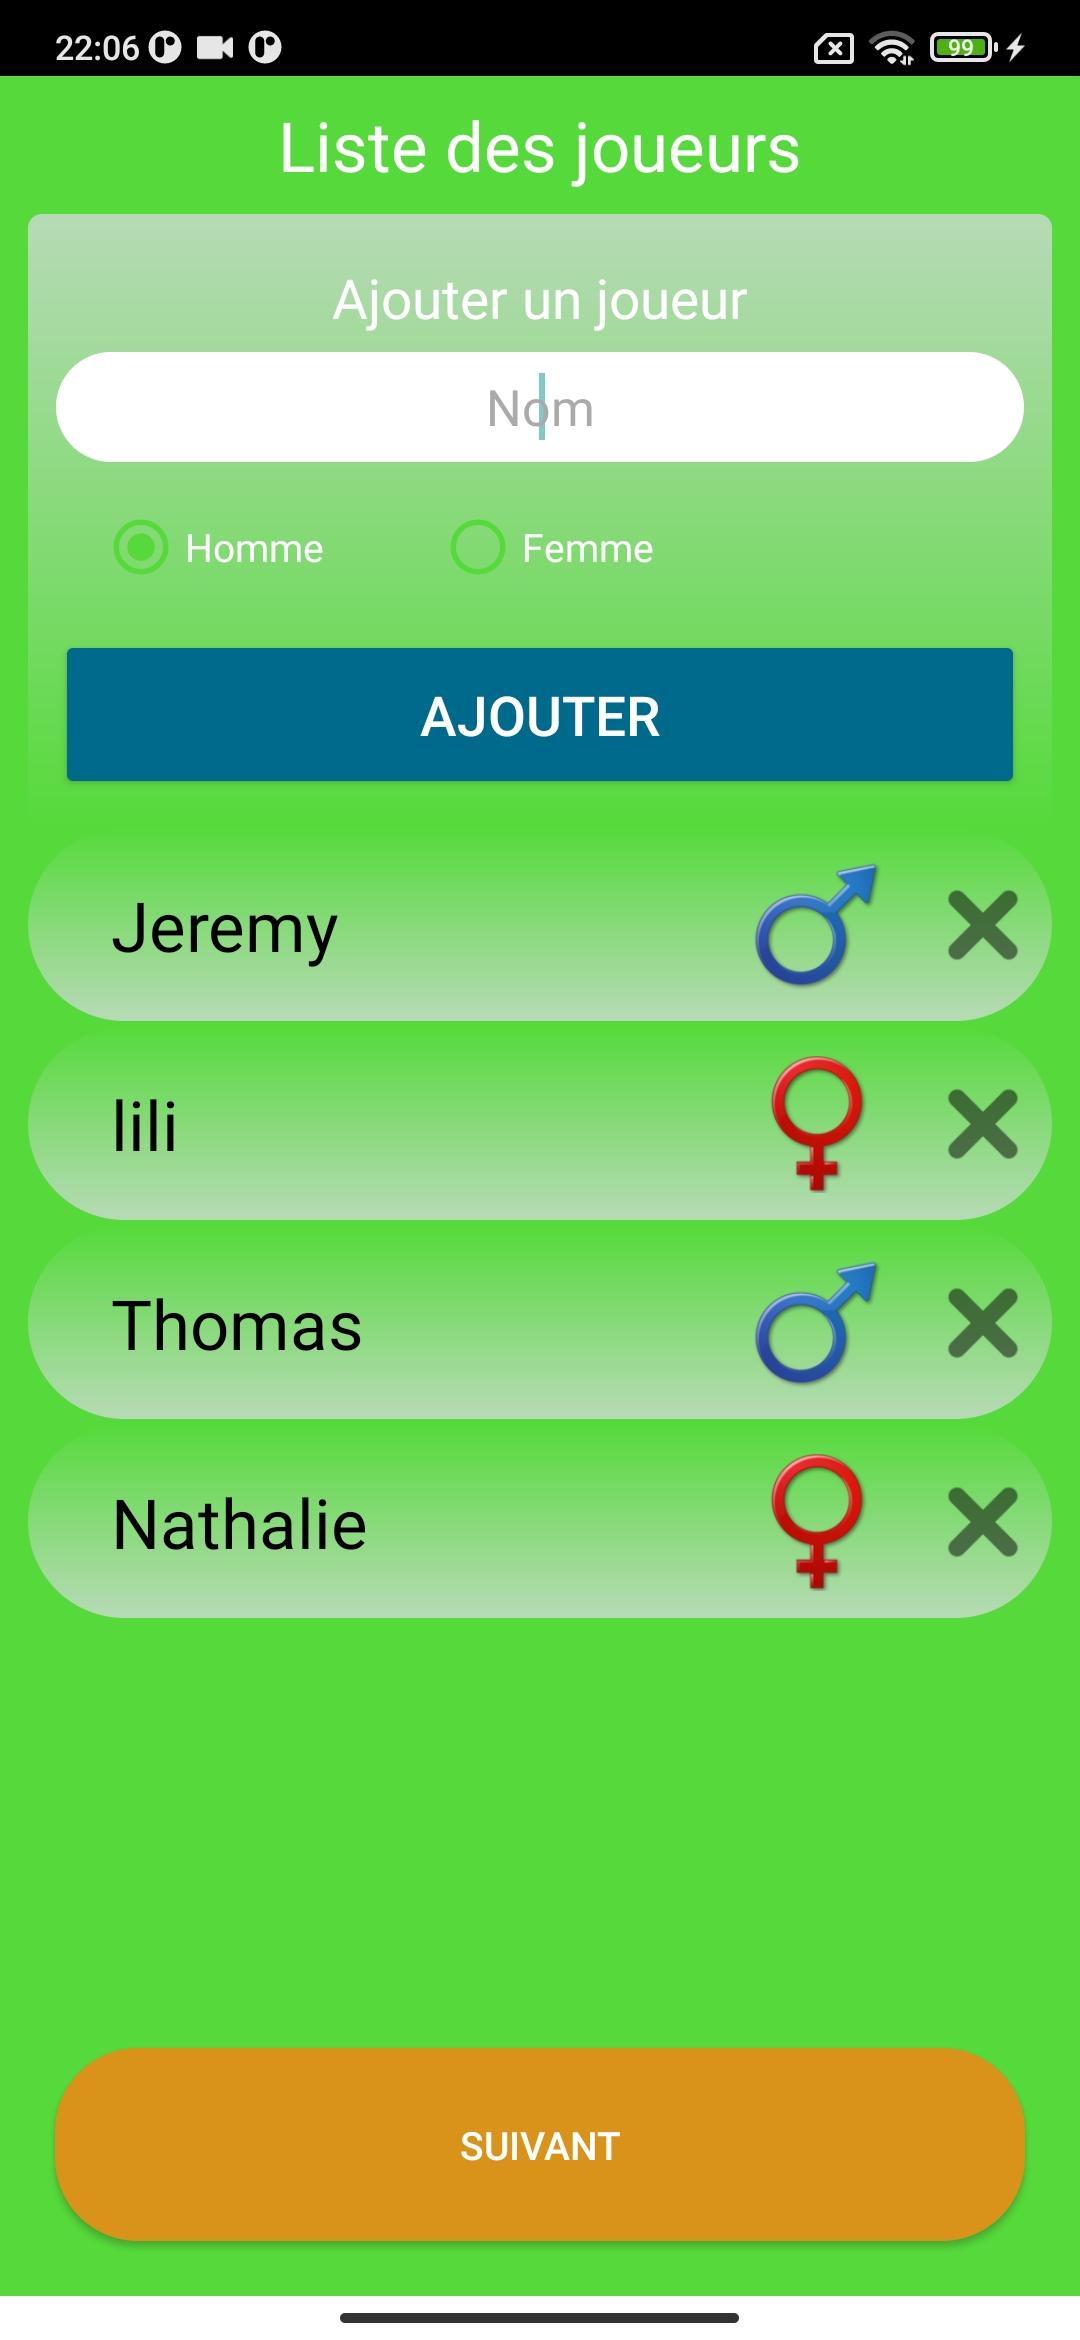 22:06
99
Liste des joueurs
Ajouter un joueur
Nom
Homme Femme
AJOUTER
Jeremy
lili
Thomas
Nathalie
SUIVANT